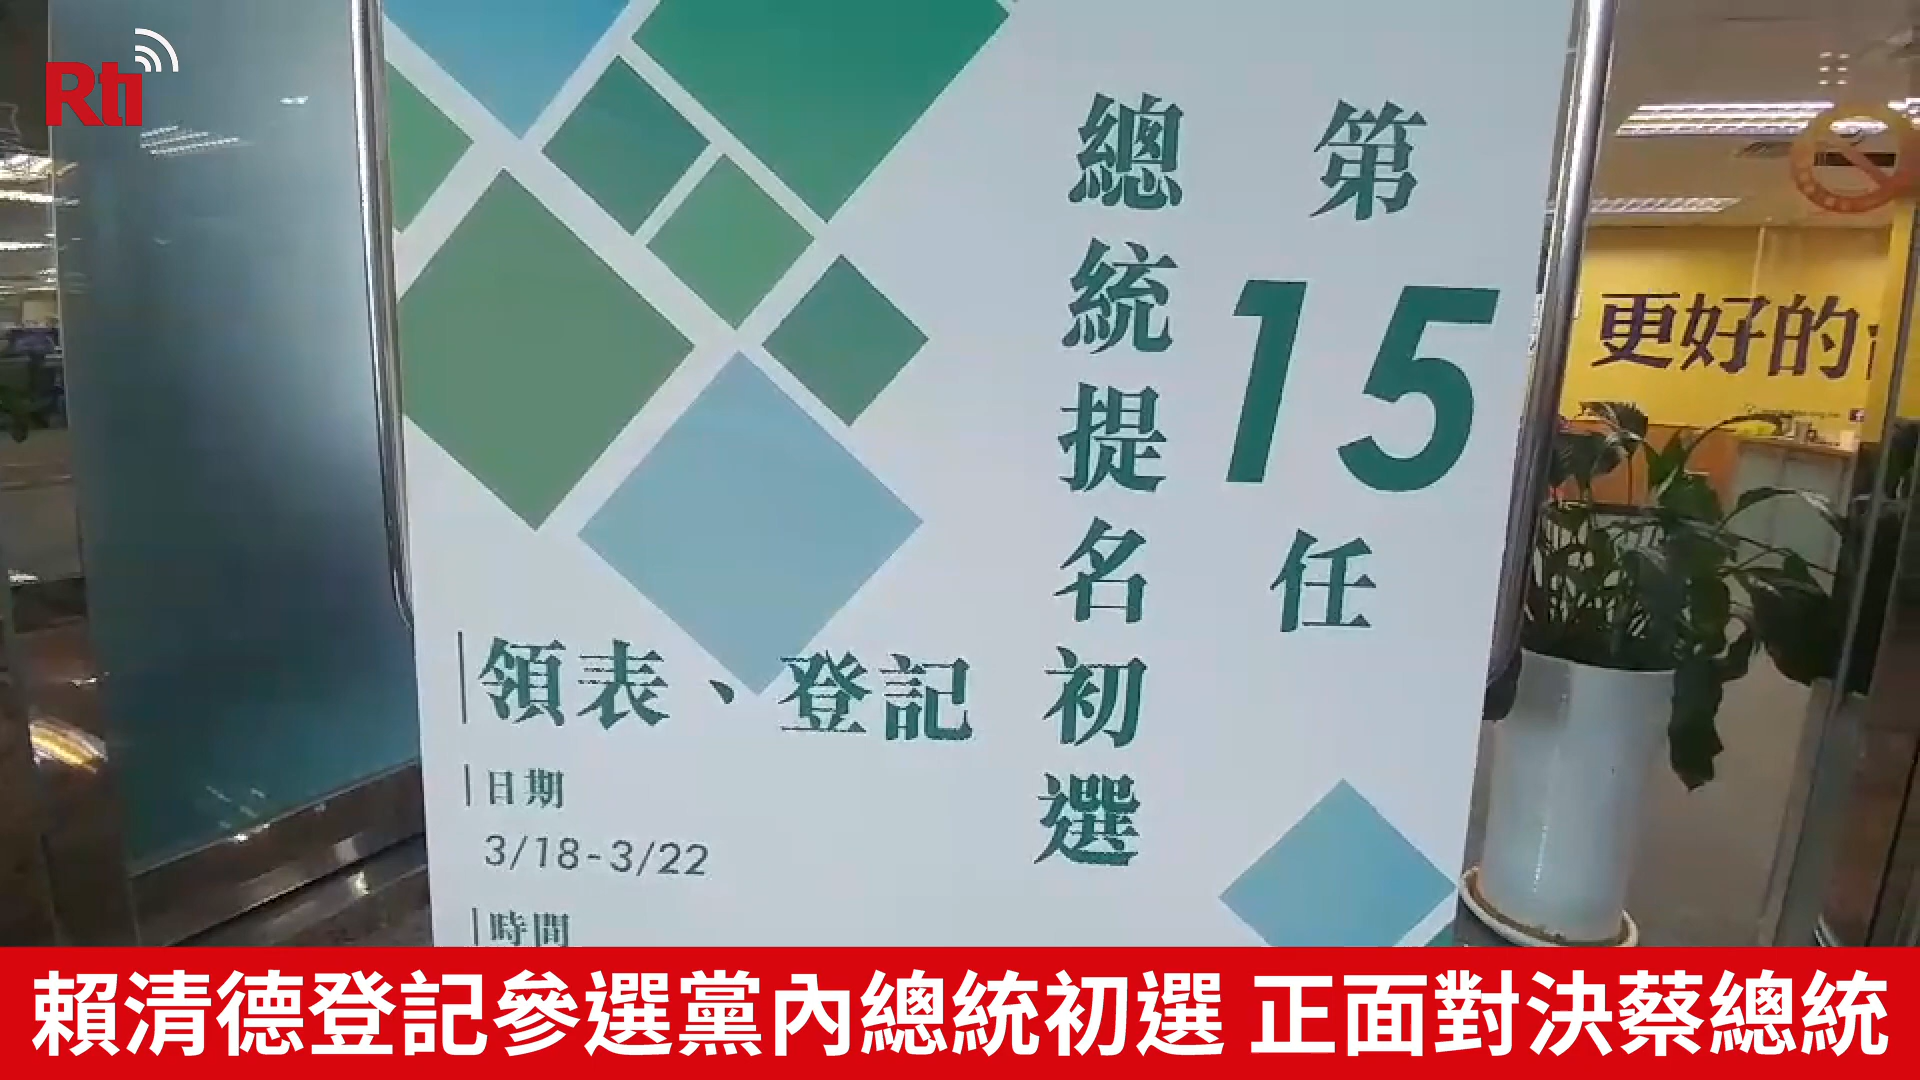 Rti
第15任
總統提名初選
領表、登記
日期
3/18-3/22
時間
更好的
賴清德登記參選黨內總統初選 正面對決蔡總統